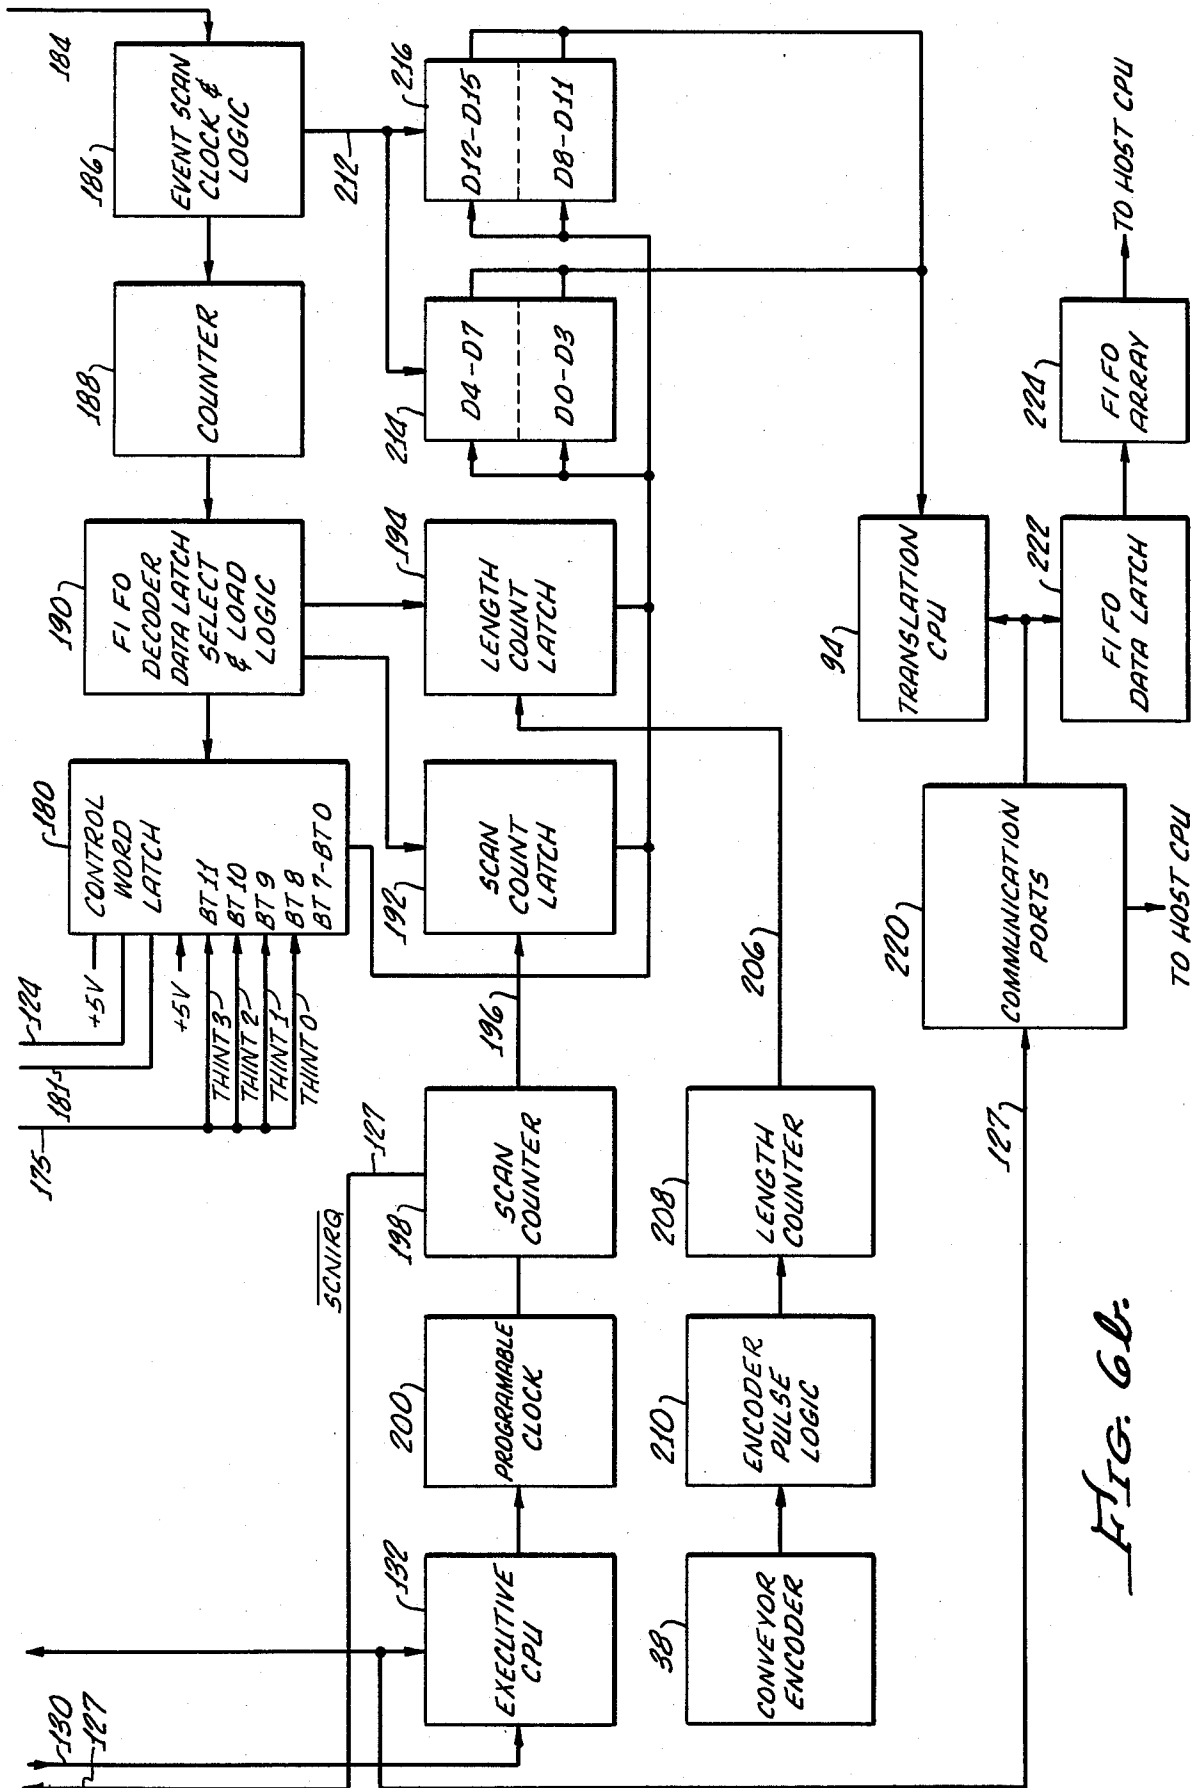 184
186
EVENT SCAN
CLOCK &
LOGIC
188
COUNTER
190
FIFO
DECODER
DATA LATCH
SELECT
& LOAD
LOGIC
180
CONTROL
WORD
LATCH
BT 11
BT 10
BT 9
BT 8
BT 7-BT 0
+5V
+5V
124
181
175
THINT 3
THINT 2
THINT 1
THINT 0
212
216
D12-D15
D8-D11
214
D4-D7
D0-D3
194
LENGTH
COUNT
LATCH
192
SCAN
COUNT
LATCH
196
127
SCNIRQ
198
SCAN
COUNTER
200
PROGRAMABLE
CLOCK
132
EXECUTIVE
CPU
130
127
206
208
LENGTH
COUNTER
210
ENCODER
PULSE
LOGIC
38
CONVEYOR
ENCODER
94
TRANSLATION
CPU
220
COMMUNICATION
PORTS
127
TO HOST CPU
222
FIFO
DATA LATCH
224
FIFO
ARRAY
TO HOST CPU
FIG. 6b.